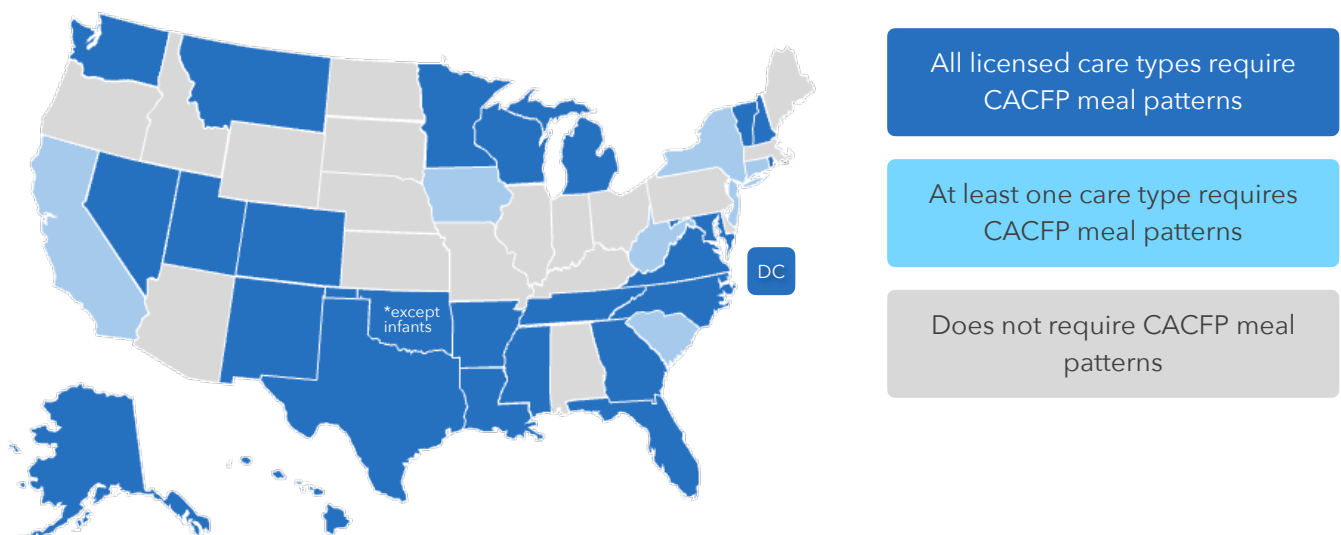 All licensed care types require
CACFP meal patterns
At least one care type requires
CACFP meal patterns
DC
Does not require CACFP meal
patterns
*except
infants